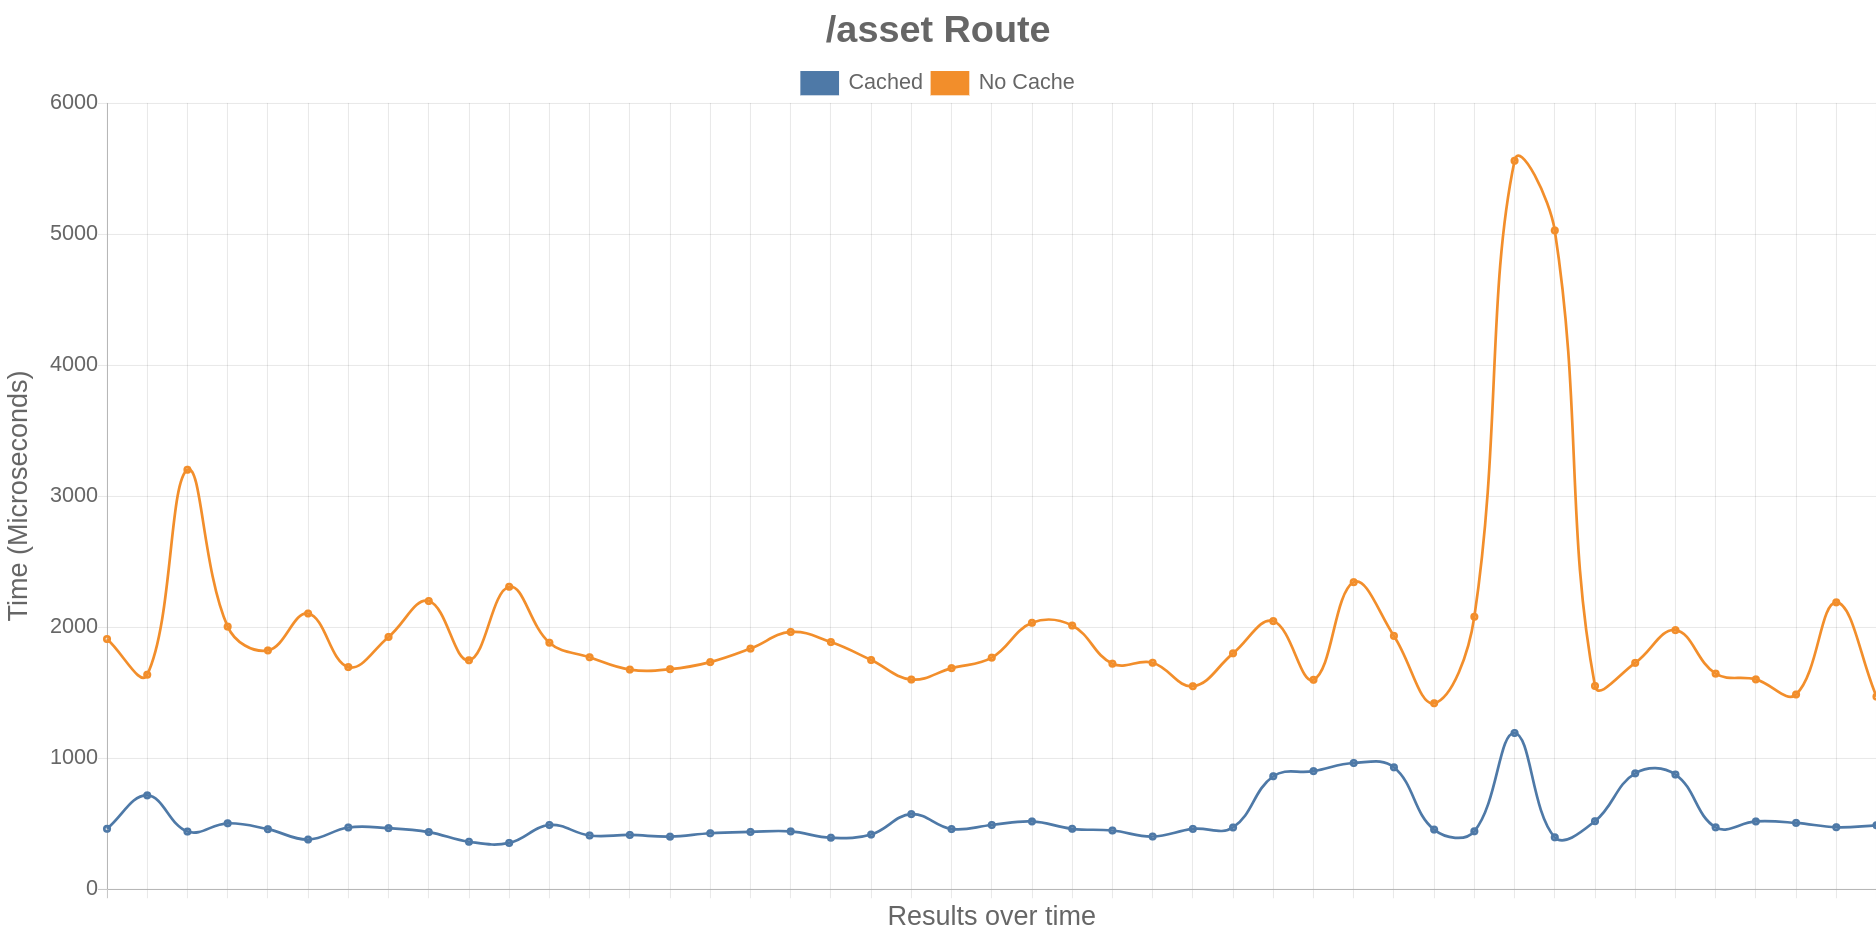 /asset Route
Cached No Cache
6000
5000
4000
3000
2000
1000
0
Time (Microseconds)
Results over time